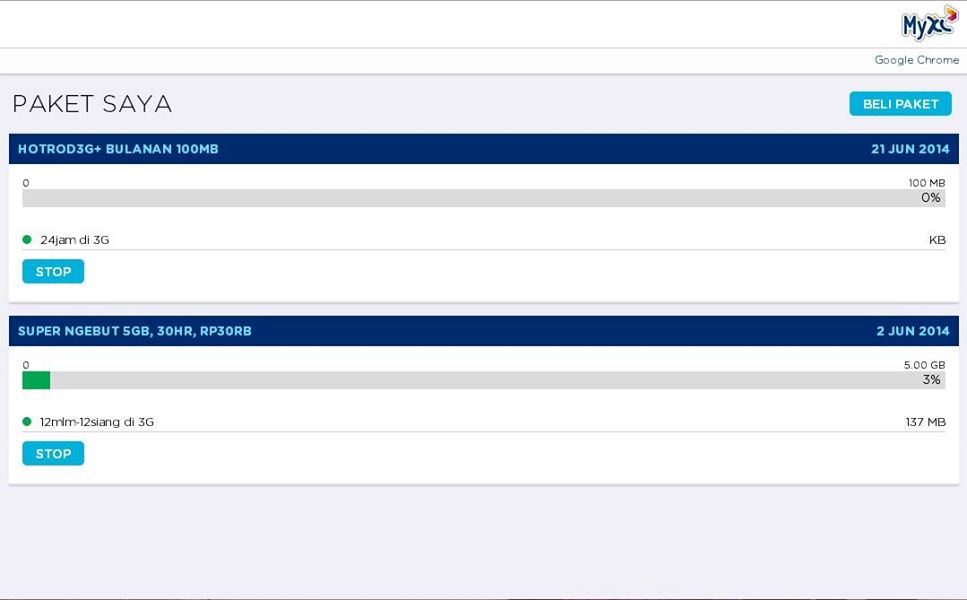 MyXL
Google Chrome
PAKET SAYA
BELI PAKET
HOTROD3G+ BULANAN 100MB 21 JUN 2014
0 100 MB
0%
24jam di 3G KB
STOP
SUPER NGEBUT 5GB, 30HR, RP30RB 2 JUN 2014
0 5.00 GB
3%
12mlm-12siang di 3G 137 MB
STOP